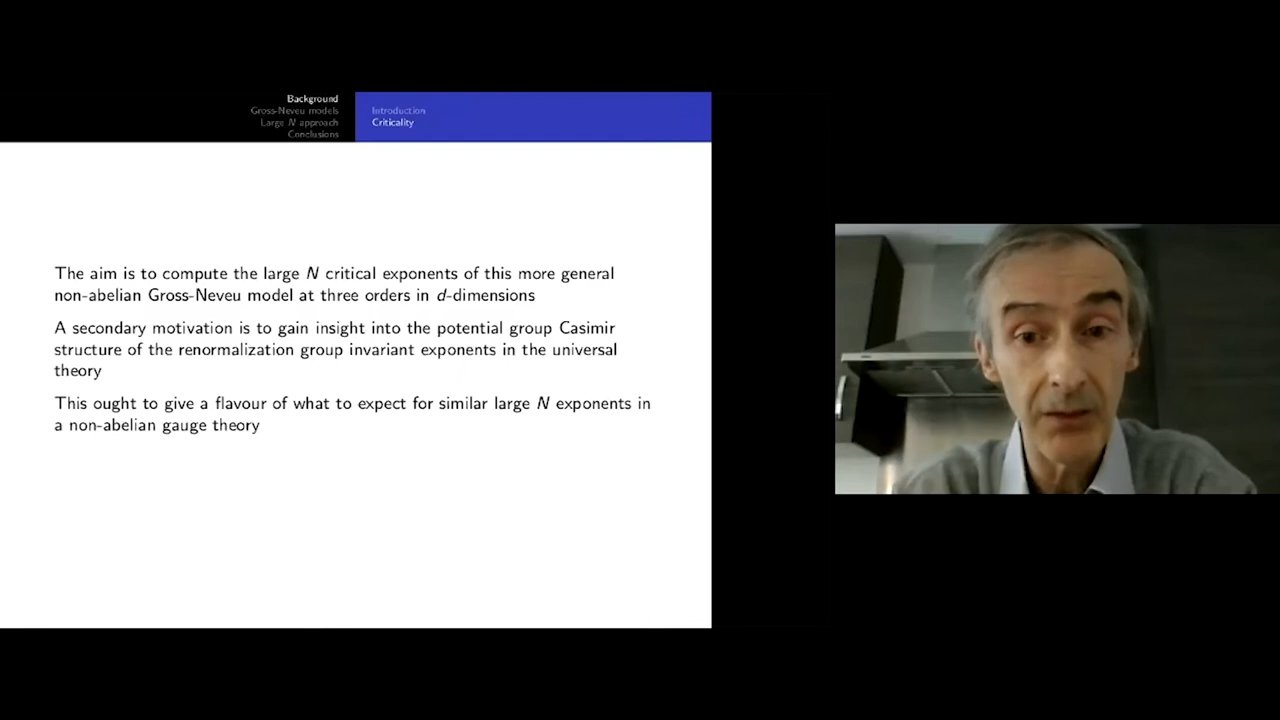 Background
Gross-Neveu models
Large N approach
Conclusions
Introduction
Criticality
The aim is to compute the large N critical exponents of this more general
non-abelian Gross-Neveu model at three orders in d-dimensions
A secondary motivation is to gain insight into the potential group Casimir
structure of the renormalization group invariant exponents in the universal
theory
This ought to give a flavour of what to expect for similar large N exponents in
a non-abelian gauge theory